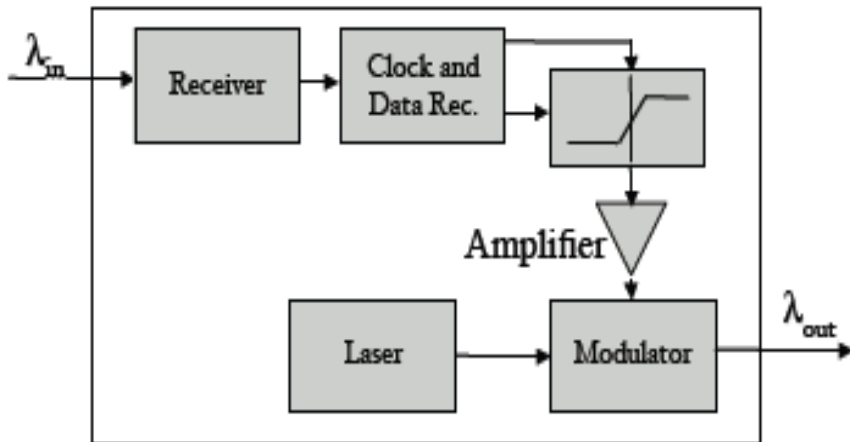 λin
Receiver
Clock and
Data Rec.
Amplifier
Laser
Modulator
λout